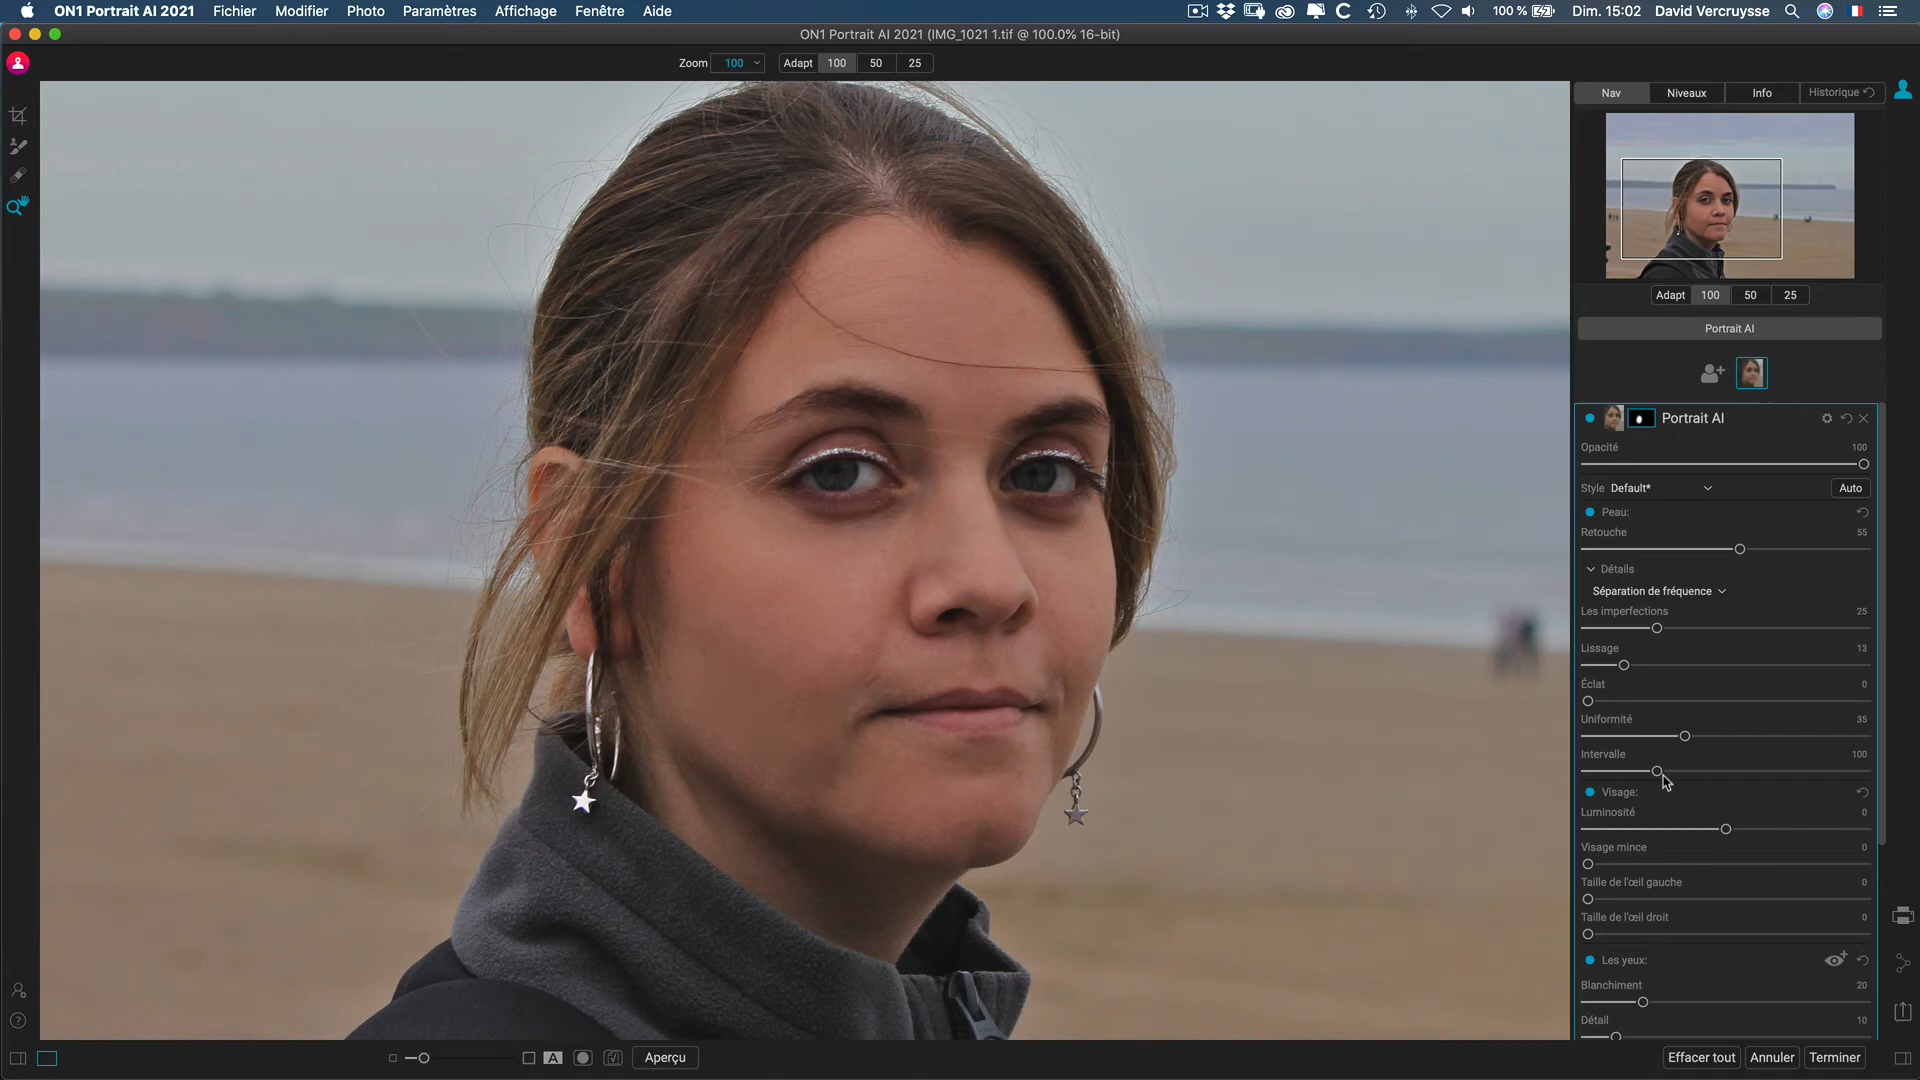 ON1 Portrait AI 2021 Fichier Modifier Photo Paramètres Affichage Fenêtre Aide 100 % Dim. 15:02 David Vercruysse
ON1 Portrait AI 2021 (IMG_1021 1.tif @ 100.0% 16-bit)
Zoom 100 Adapt 100 50 25
Nav Niveaux Info Historique
Adapt 100 50 25
Portrait AI
Portrait AI
Opacité 100
Style Default* Auto
Peau:
Retouche 55
Détails
Séparation de fréquence
Les imperfections 25
Lissage 13
Éclat 0
Uniformité 35
Intervalle 100
Visage:
Luminosité 0
Visage mince 0
Taille de l'œil gauche 0
Taille de l'œil droit 0
Les yeux:
Blanchiment 20
Détail 10
A Aperçu Effacer tout Annuler Terminer